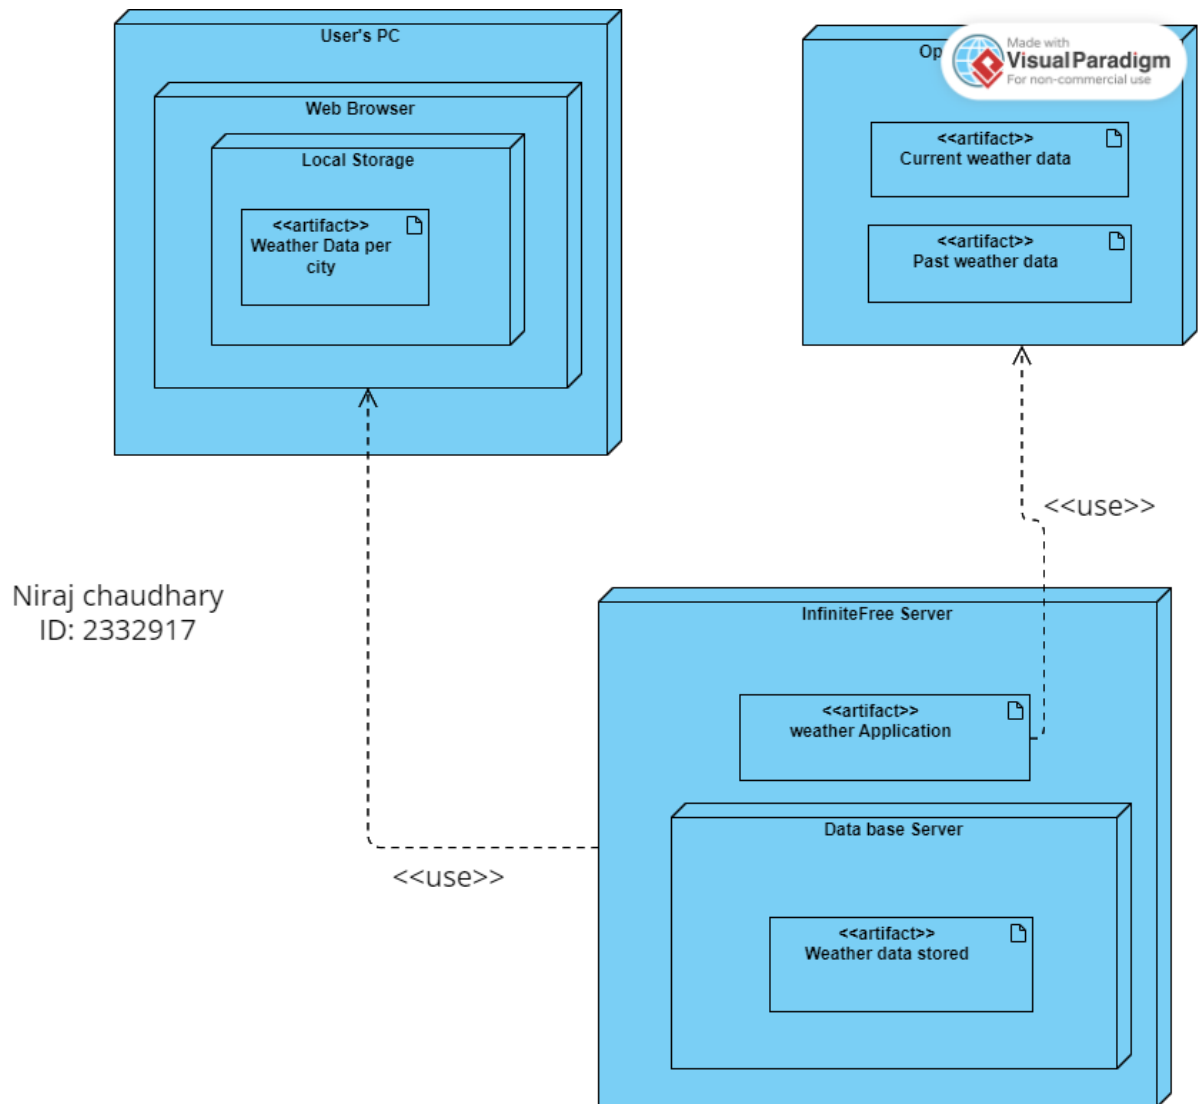 User's PC
Web Browser
Local Storage
<<artifact>>
Weather Data per
city
Made with
Visual Paradigm
For non-commercial use
<<artifact>>
Current weather data
<<artifact>>
Past weather data
<<use>>
Niraj chaudhary
ID: 2332917
InfiniteFree Server
<<artifact>>
weather Application
Data base Server
<<use>>
<<artifact>>
Weather data stored